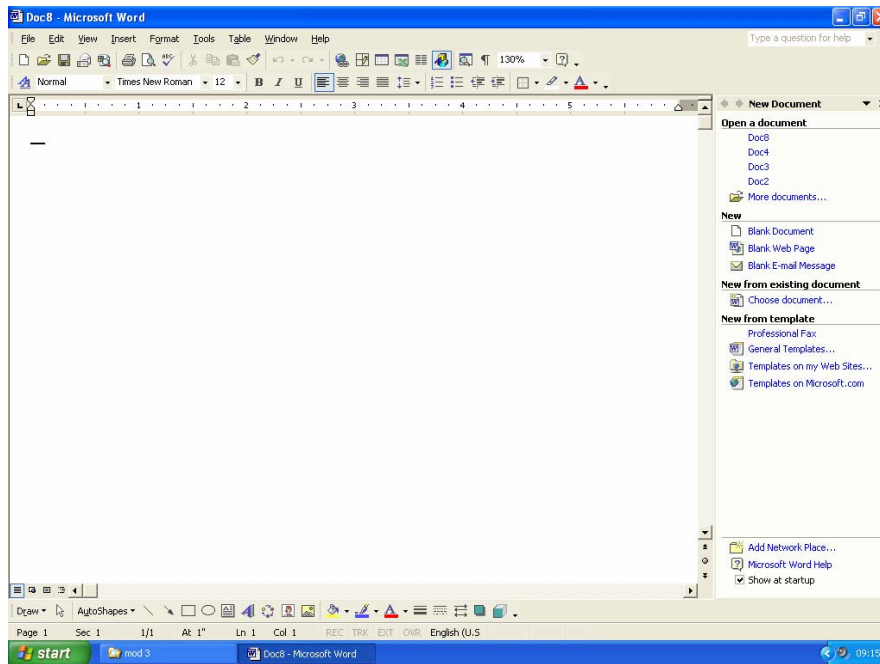 Doc8 - Microsoft Word
File Edit View Insert Format Tools Table Window Help Type a question for help
130%
Normal Times New Roman 12 B I U A
1 2 3 4 5
New Document
Open a document
Doc8
Doc4
Doc3
Doc2
More documents...
New
Blank Document
Blank Web Page
Blank E-mail Message
New from existing document
Choose document...
New from template
Professional Fax
General Templates...
Templates on my Web Sites...
Templates on Microsoft.com
Add Network Place...
Microsoft Word Help
Show at startup
Draw AutoShapes
Page 1 Sec 1 1/1 At 1" Ln 1 Col 1 REC TRK EXT OVR English (U.S
start mod 3 Doc8 - Microsoft Word 09:15